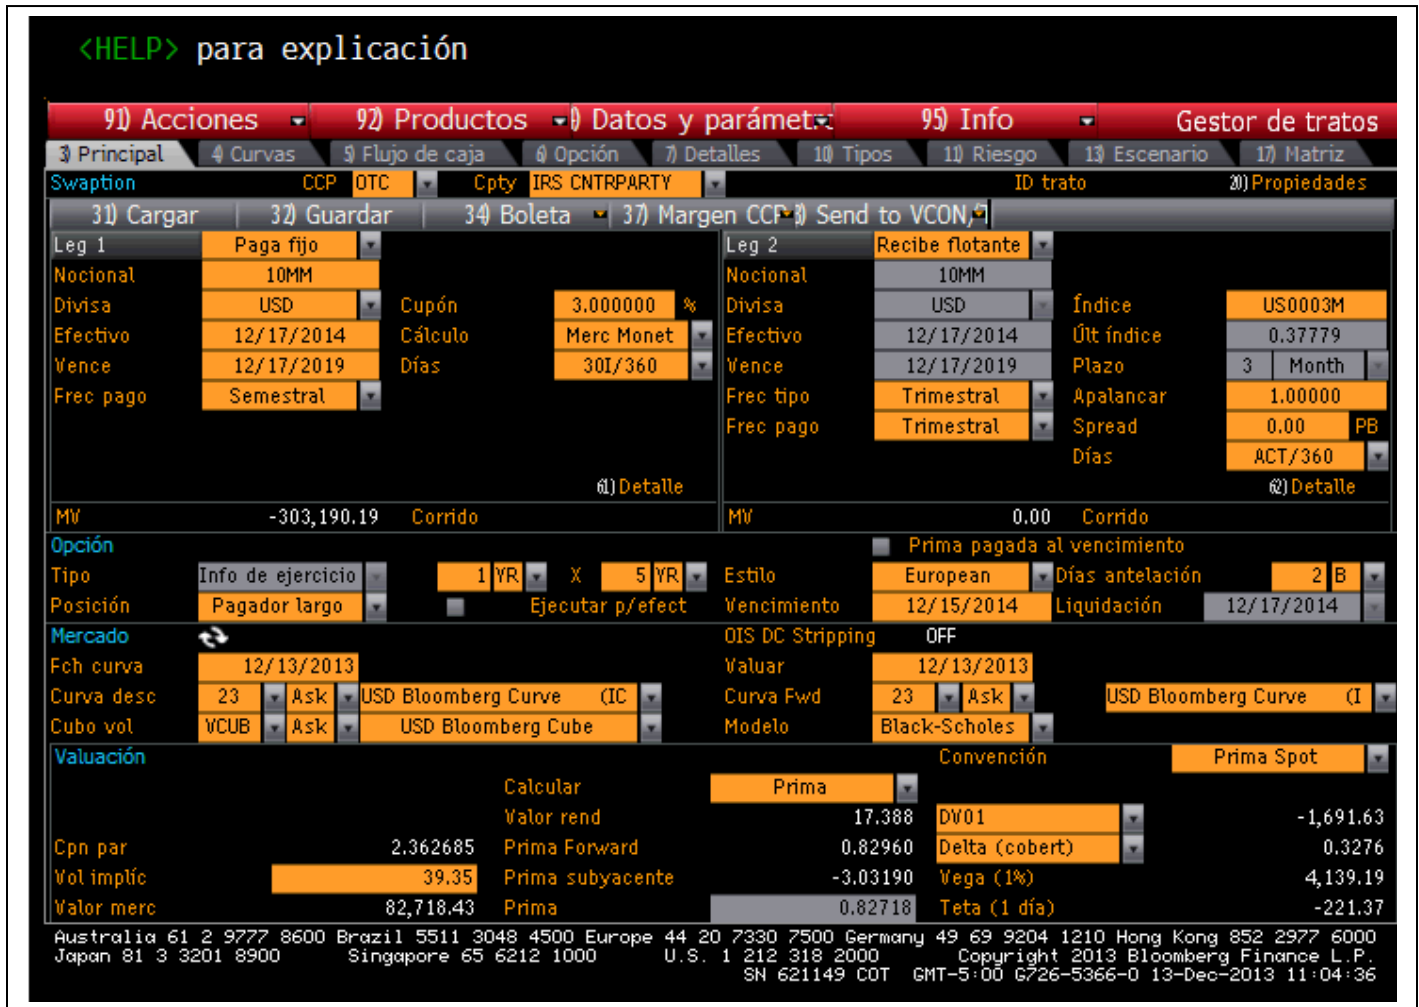 <HELP> para explicación
91) Acciones 92) Productos Datos y parámet 95) Info Gestor de tratos
3) Principal 4) Curvas 5) Flujo de caja 6) Opción 7) Detalles 10) Tipos 11) Riesgo 13) Escenario 17) Matriz
Swaption CCP OTC Cpty IRS CNTRPARTY ID trato 20) Propiedades
31) Cargar 32) Guardar 34) Boleta 37) Margen CCP Send to VCON,
Leg 1 Paga fijo Leg 2 Recibe flotante
Nocional 10MM Nocional 10MM
Divisa USD Cupón 3.000000 % Divisa USD Índice US0003M
Efectivo 12/17/2014 Cálculo Merc Monet Efectivo 12/17/2014 Últ índice 0.37779
Vence 12/17/2019 Días 30I/360 Vence 12/17/2019 Plazo 3 Month
Frec pago Semestral Frec tipo Trimestral Apalancar 1.00000
Frec pago Trimestral Spread 0.00 PB
Días ACT/360
61) Detalle 62) Detalle
MV -303,190.19 Corrido MV 0.00 Corrido
Opción Prima pagada al vencimiento
Tipo Info de ejercicio 1 YR X 5 YR Estilo European Días antelación 2 B
Posición Pagador largo Ejecutar p/efect Vencimiento 12/15/2014 Liquidación 12/17/2014
Mercado OIS DC Stripping OFF
Fch curva 12/13/2013 Valuar 12/13/2013
Curva desc 23 Ask USD Bloomberg Curve (IC Curva Fwd 23 Ask USD Bloomberg Curve (I
Cubo vol VCUB Ask USD Bloomberg Cube Modelo Black-Scholes
Valuación Convención Prima Spot
Calcular Prima
Valor rend 17.388 DV01 -1,691.63
Cpn par 2.362685 Prima Forward 0.82960 Delta (cobert) 0.3276
Vol implíc 39.35 Prima subyacente -3.03190 Vega (1%) 4,139.19
Valor merc 82,718.43 Prima 0.82718 Teta (1 día) -221.37
Australia 61 2 9777 8600 Brazil 5511 3048 4500 Europe 44 20 7330 7500 Germany 49 69 9204 1210 Hong Kong 852 2977 6000
Japan 81 3 3201 8900 Singapore 65 6212 1000 U.S. 1 212 318 2000 Copyright 2013 Bloomberg Finance L.P.
SN 621149 COT GMT-5:00 G726-5366-0 13-Dec-2013 11:04:36